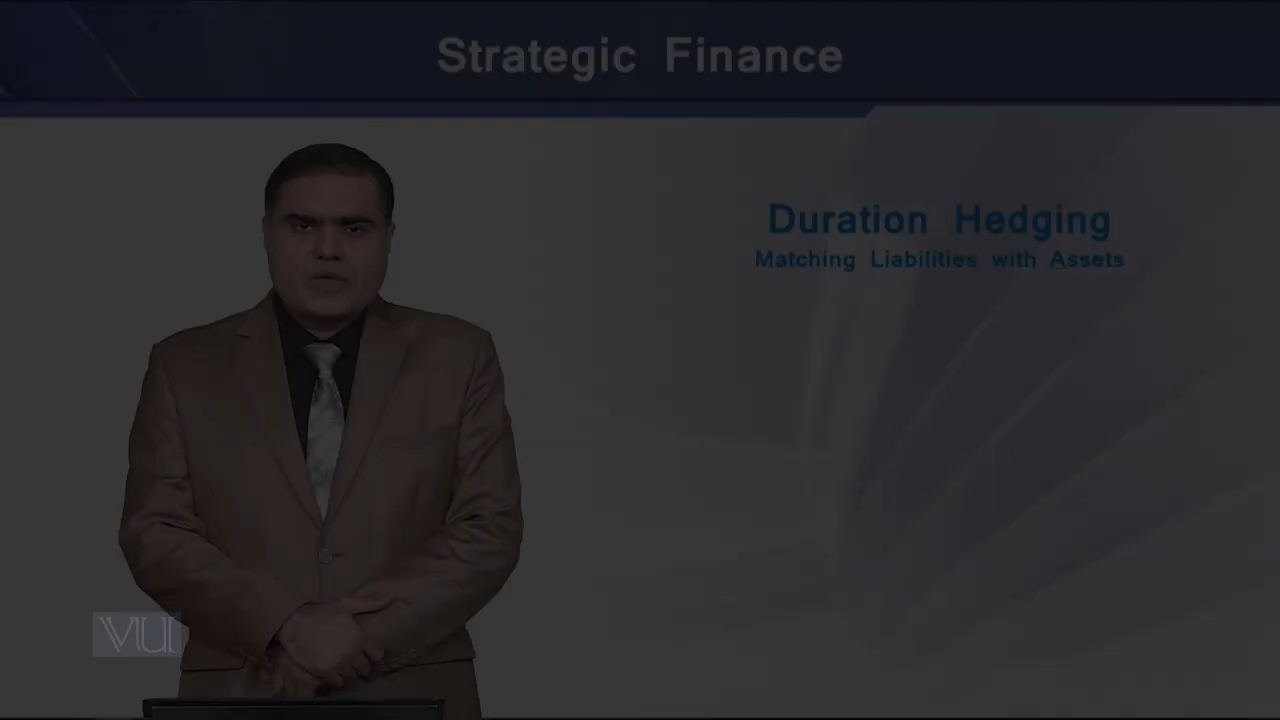 Strategic Finance
Duration Hedging
Matching Liabilities with Assets
VU